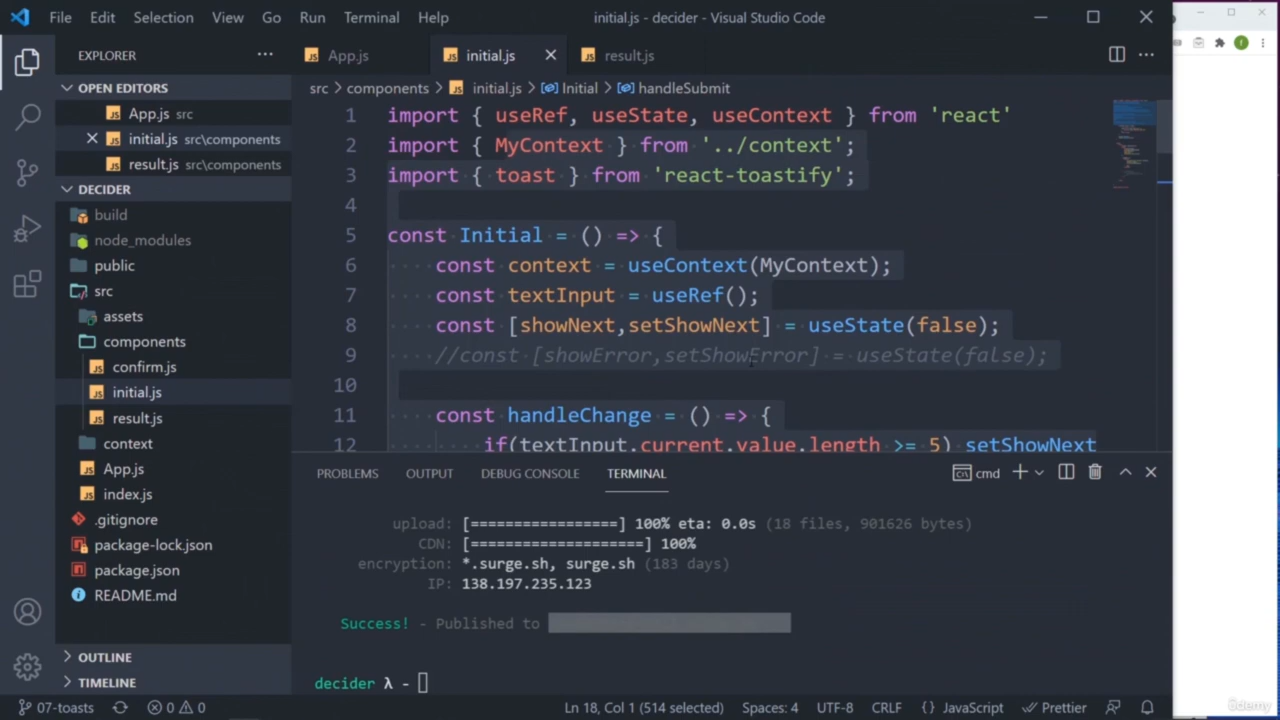 File Edit Selection View Go Run Terminal Help initial.js - decider - Visual Studio Code
EXPLORER
App.js initial.js result.js
OPEN EDITORS
src > components > initial.js > Initial > handleSubmit
App.js src
initial.js src\components
result.js src\components
DECIDER
build
node_modules
public
src
assets
components
confirm.js
initial.js
result.js
context
App.js
index.js
.gitignore
package-lock.json
package.json
README.md
OUTLINE
TIMELINE
1 import { useRef, useState, useContext } from 'react'
2 import { MyContext } from '../context';
3 import { toast } from 'react-toastify';
4
5 const Initial = () => {
6 ····const context = useContext(MyContext);
7 ····const textInput = useRef();
8 const [showNext,setShowNext] = useState(false);
9 ····//const [showError,setShowError] = useState(false);
10
11 ····const handleChange = () => {
12 if(textInput.current.value.length >= 5) setShowNext
PROBLEMS OUTPUT DEBUG CONSOLE TERMINAL cmd
upload: [=================] 100% eta: 0.0s (18 files, 901626 bytes)
CDN: [====================] 100%
encryption: *.surge.sh, surge.sh (183 days)
IP: 138.197.235.123
Success! - Published to
decider λ -
07-toasts 0 0 Ln 18, Col 1 (514 selected) Spaces: 4 UTF-8 CRLF {} JavaScript Prettier
Udemy